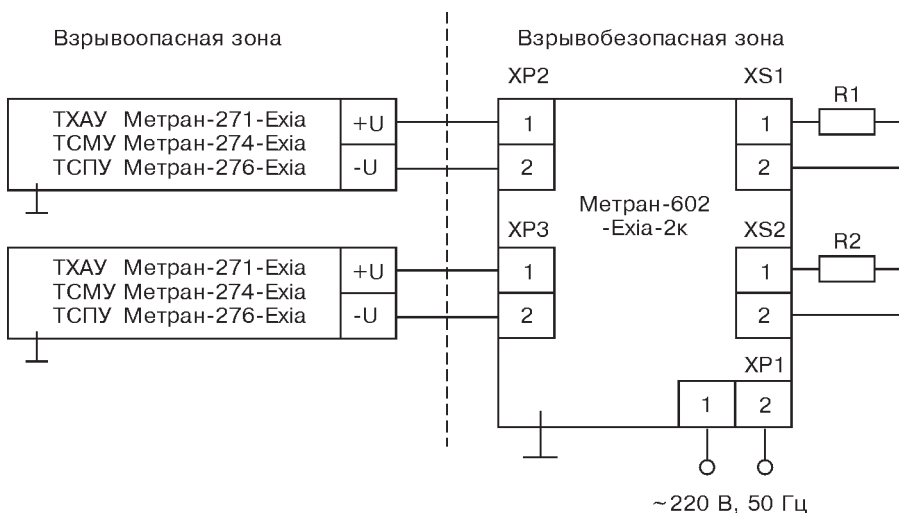 Взрывоопасная зона
Взрывобезопасная зона
XP2
XS1
R1
ТХАУ Метран-271-Exia
ТСМУ Метран-274-Exia
ТСПУ Метран-276-Exia
+U
-U
1
2
1
2
Метран-602
-Exia-2к
XP3
XS2
R2
ТХАУ Метран-271-Exia
ТСМУ Метран-274-Exia
ТСПУ Метран-276-Exia
+U
-U
1
2
1
2
XP1
1
2
~220 В, 50 Гц